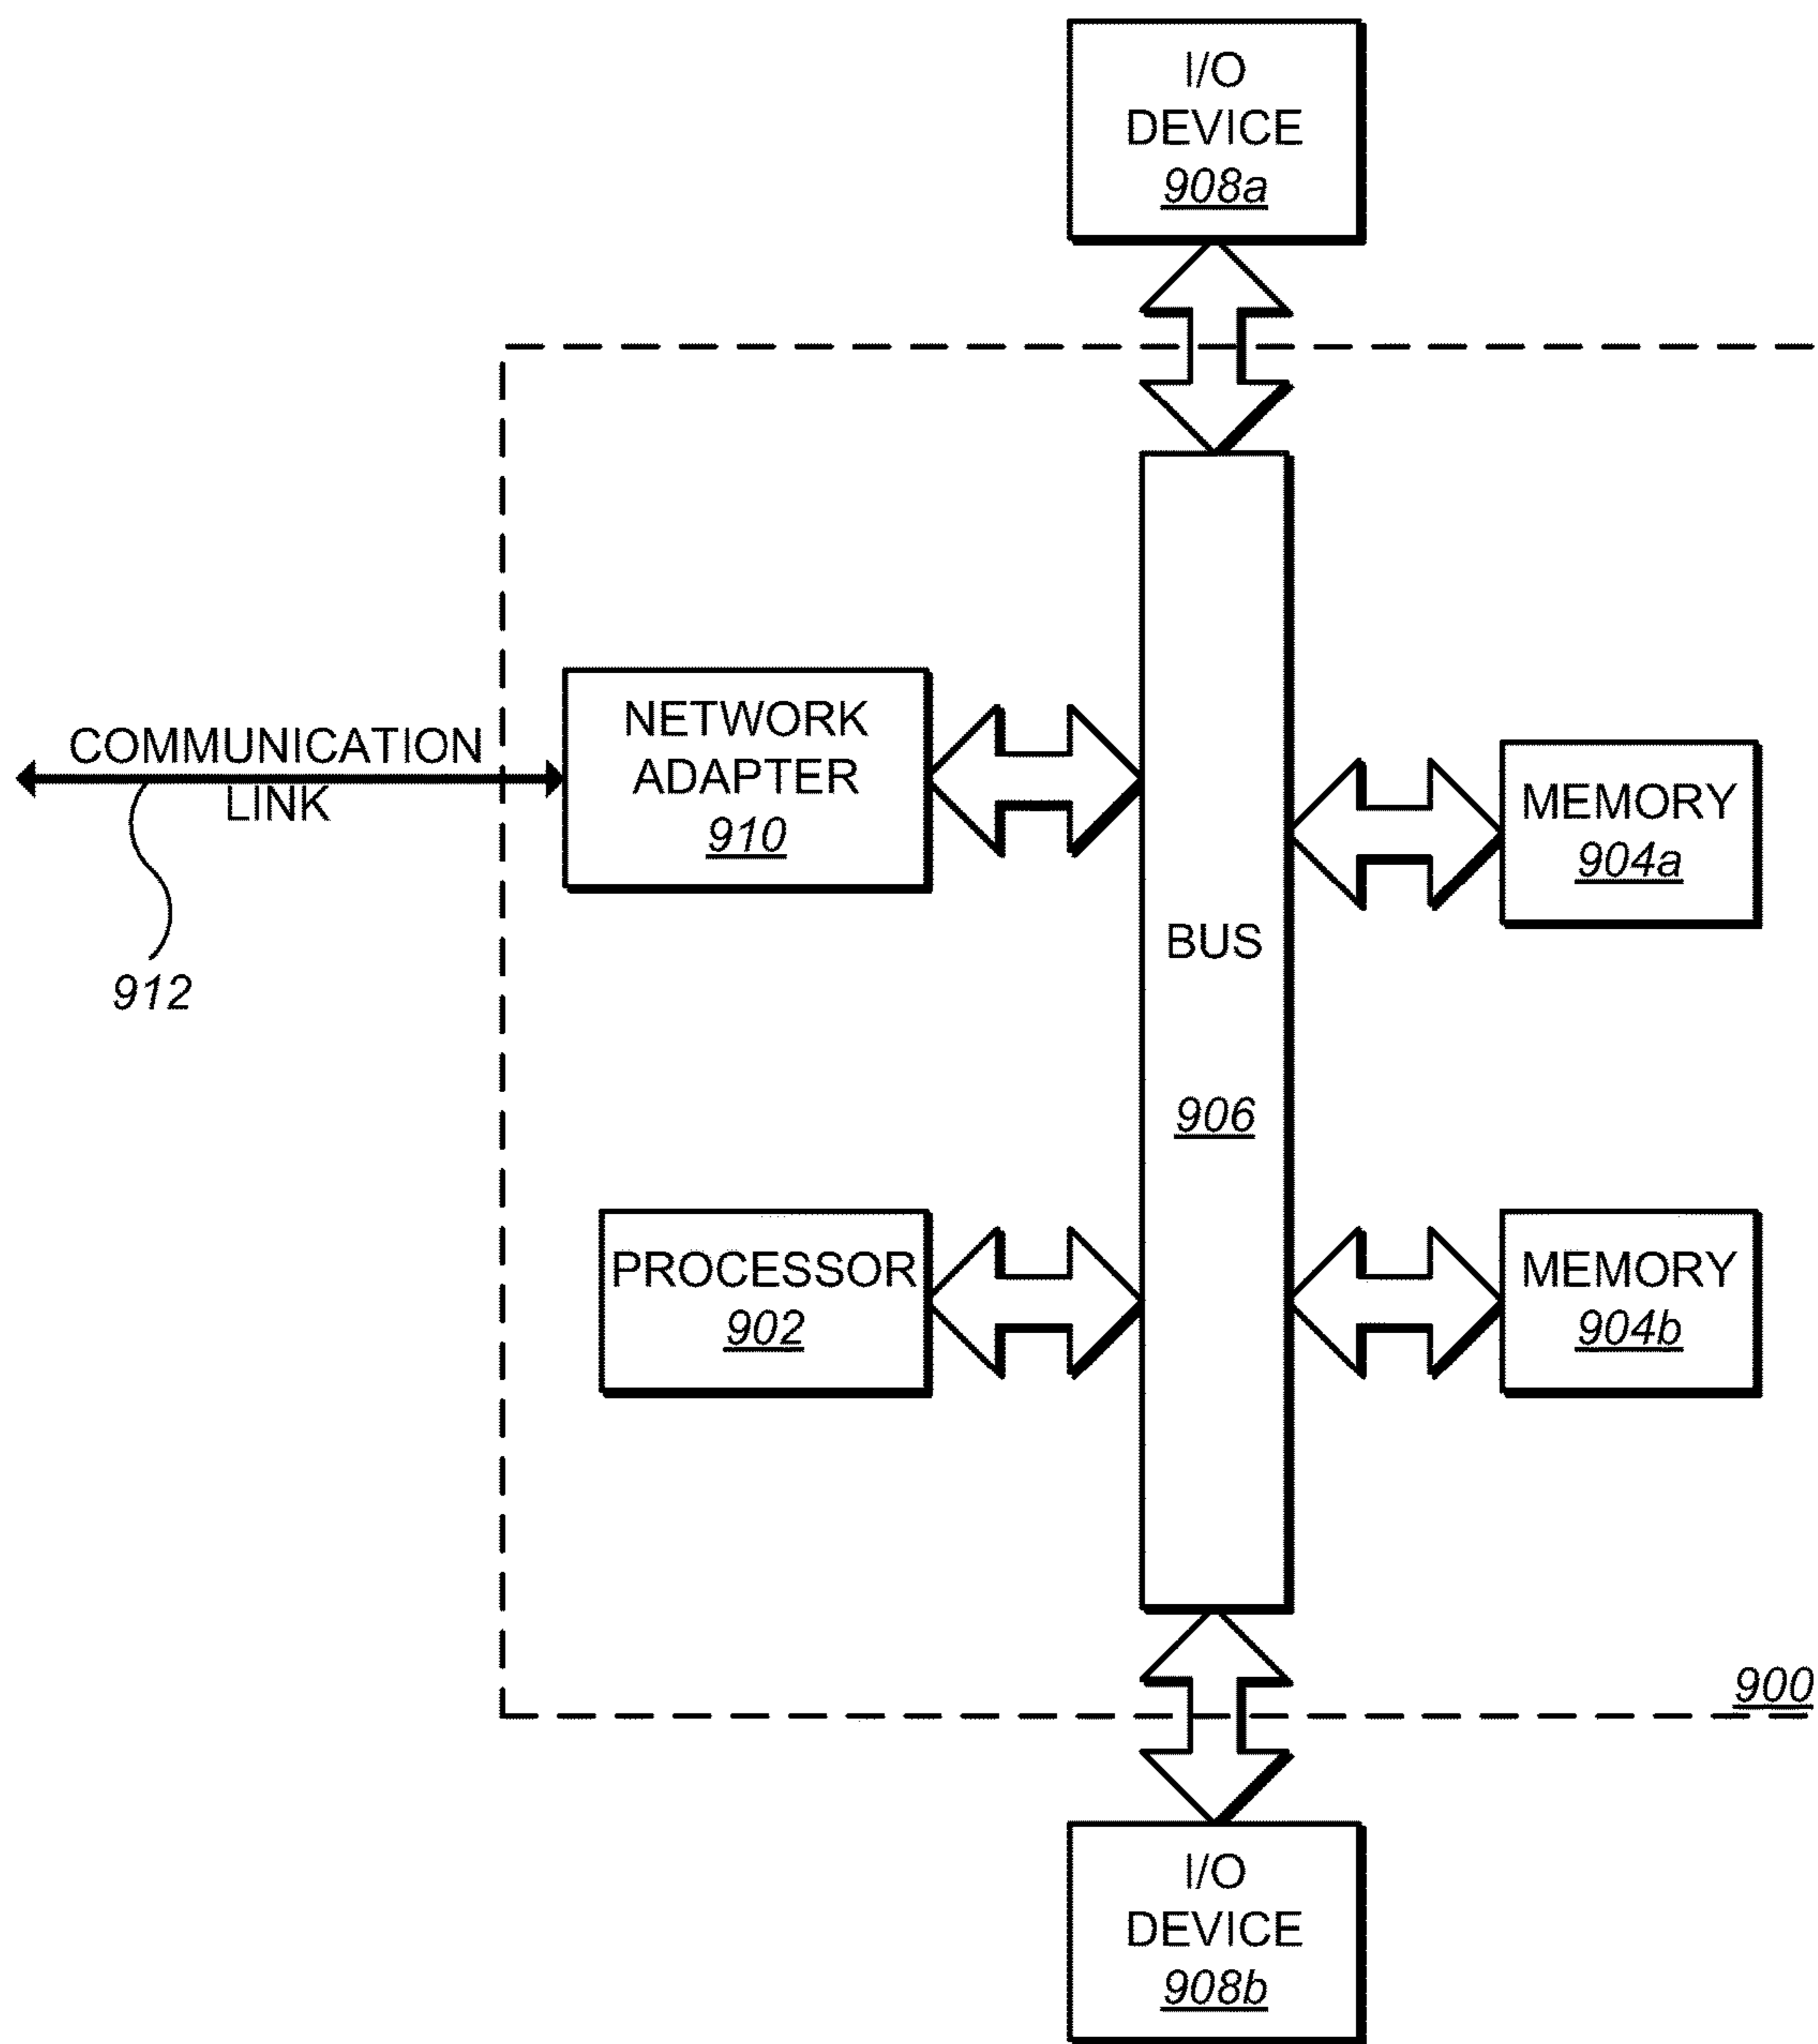 I/O
DEVICE
908a
COMMUNICATION
LINK
912
NETWORK
ADAPTER
910
MEMORY
904a
BUS
906
PROCESSOR
902
MEMORY
904b
900
I/O
DEVICE
908b